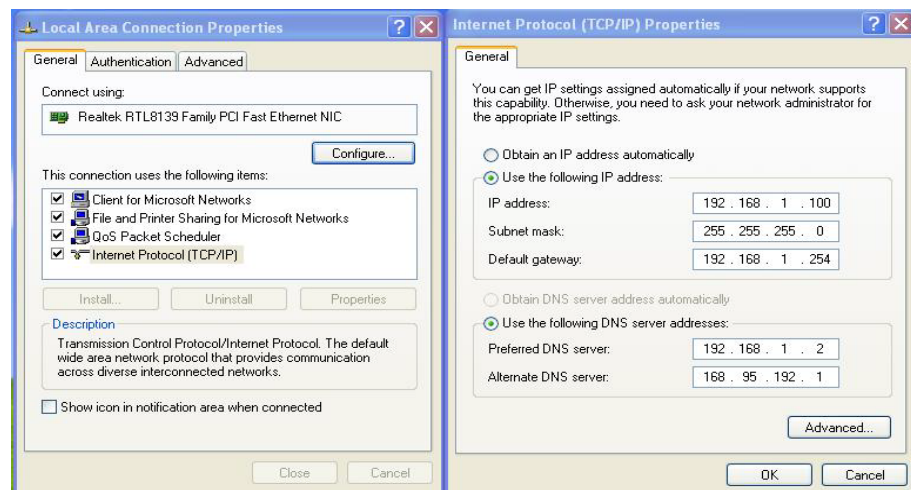 Local Area Connection Properties
General Authentication Advanced
Connect using:
Realtek RTL8139 Family PCI Fast Ethernet NIC
Configure...
This connection uses the following items:
Client for Microsoft Networks
File and Printer Sharing for Microsoft Networks
QoS Packet Scheduler
Internet Protocol (TCP/IP)
Install... Uninstall Properties
Description
Transmission Control Protocol/Internet Protocol. The default
wide area network protocol that provides communication
across diverse interconnected networks.
Show icon in notification area when connected
Close Cancel
Internet Protocol (TCP/IP) Properties
General
You can get IP settings assigned automatically if your network supports
this capability. Otherwise, you need to ask your network administrator for
the appropriate IP settings.
Obtain an IP address automatically
Use the following IP address:
IP address: 192 . 168 . 1 . 100
Subnet mask: 255 . 255 . 255 . 0
Default gateway: 192 . 168 . 1 . 254
Obtain DNS server address automatically
Use the following DNS server addresses:
Preferred DNS server: 192 . 168 . 1 . 2
Alternate DNS server: 168 . 95 . 192 . 1
Advanced...
OK Cancel